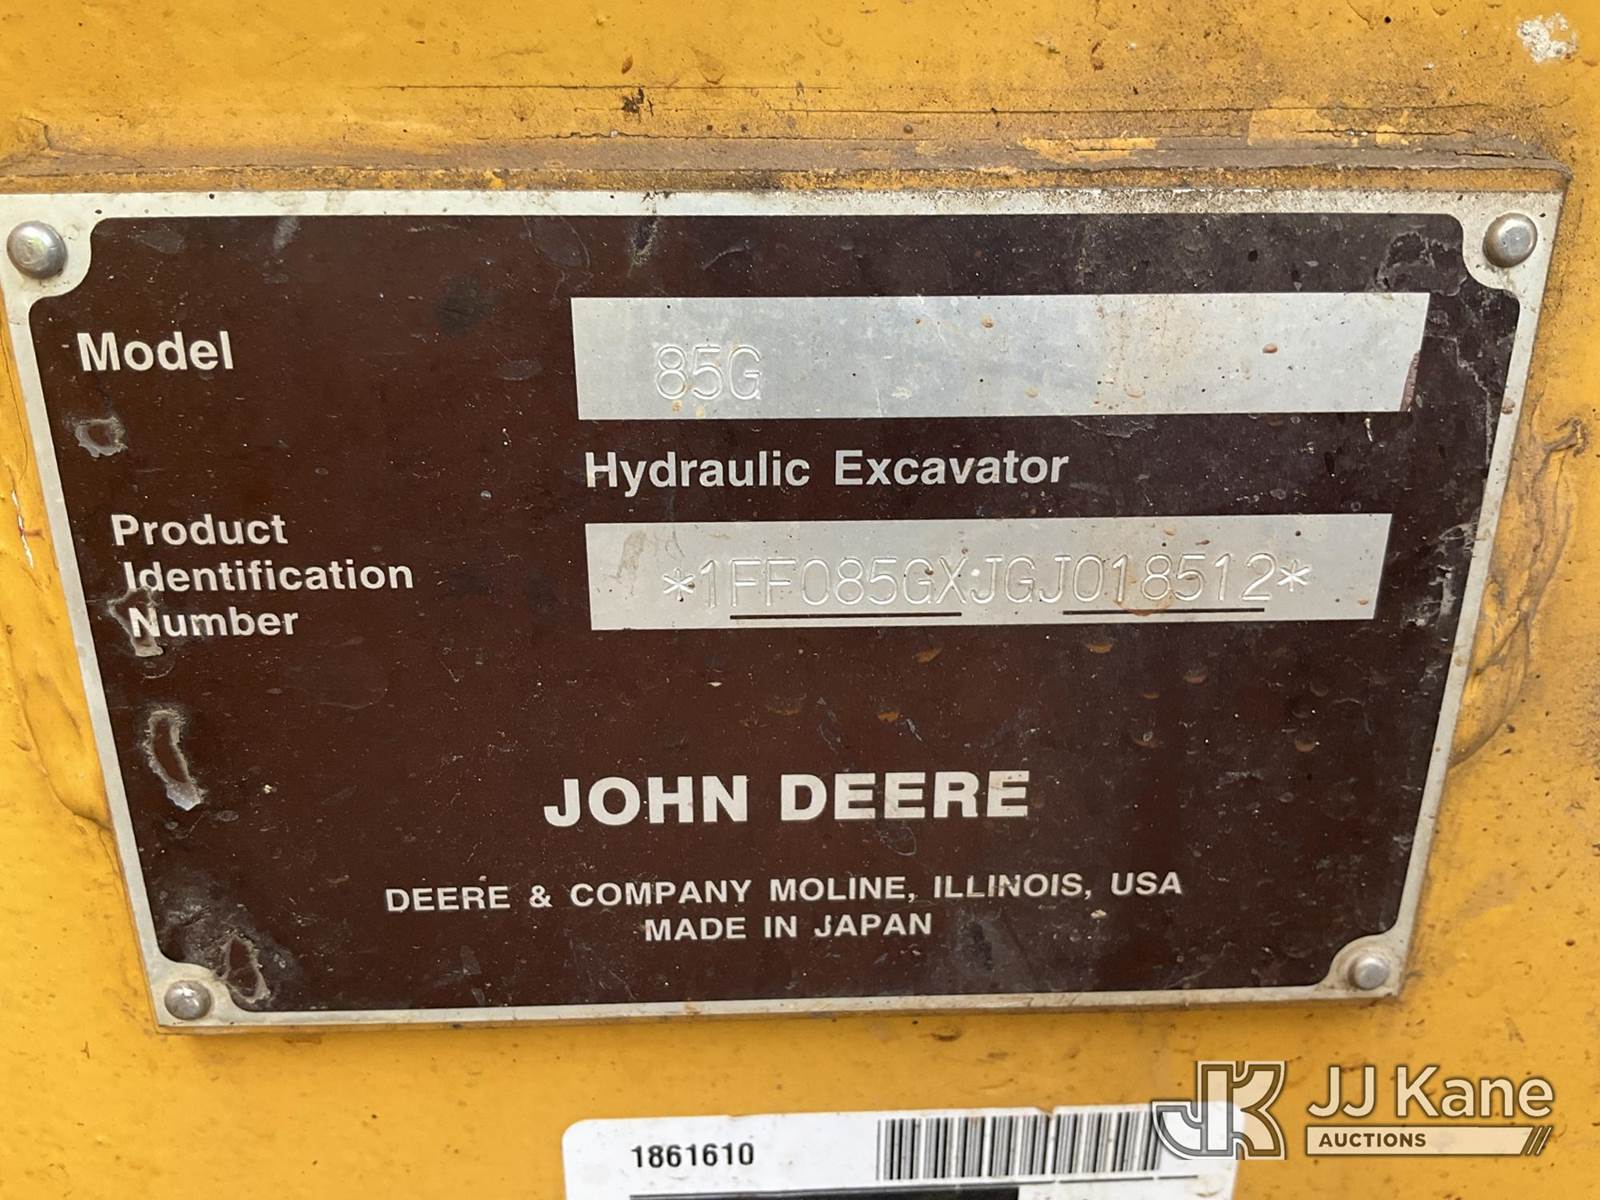 Model
85G
Hydraulic Excavator
Product
Identification
Number
*1FF085GXJGJ018512*
JOHN DEERE
DEERE & COMPANY MOLINE, ILLINOIS, USA
MADE IN JAPAN
1861610
JK JJ Kane
AUCTIONS